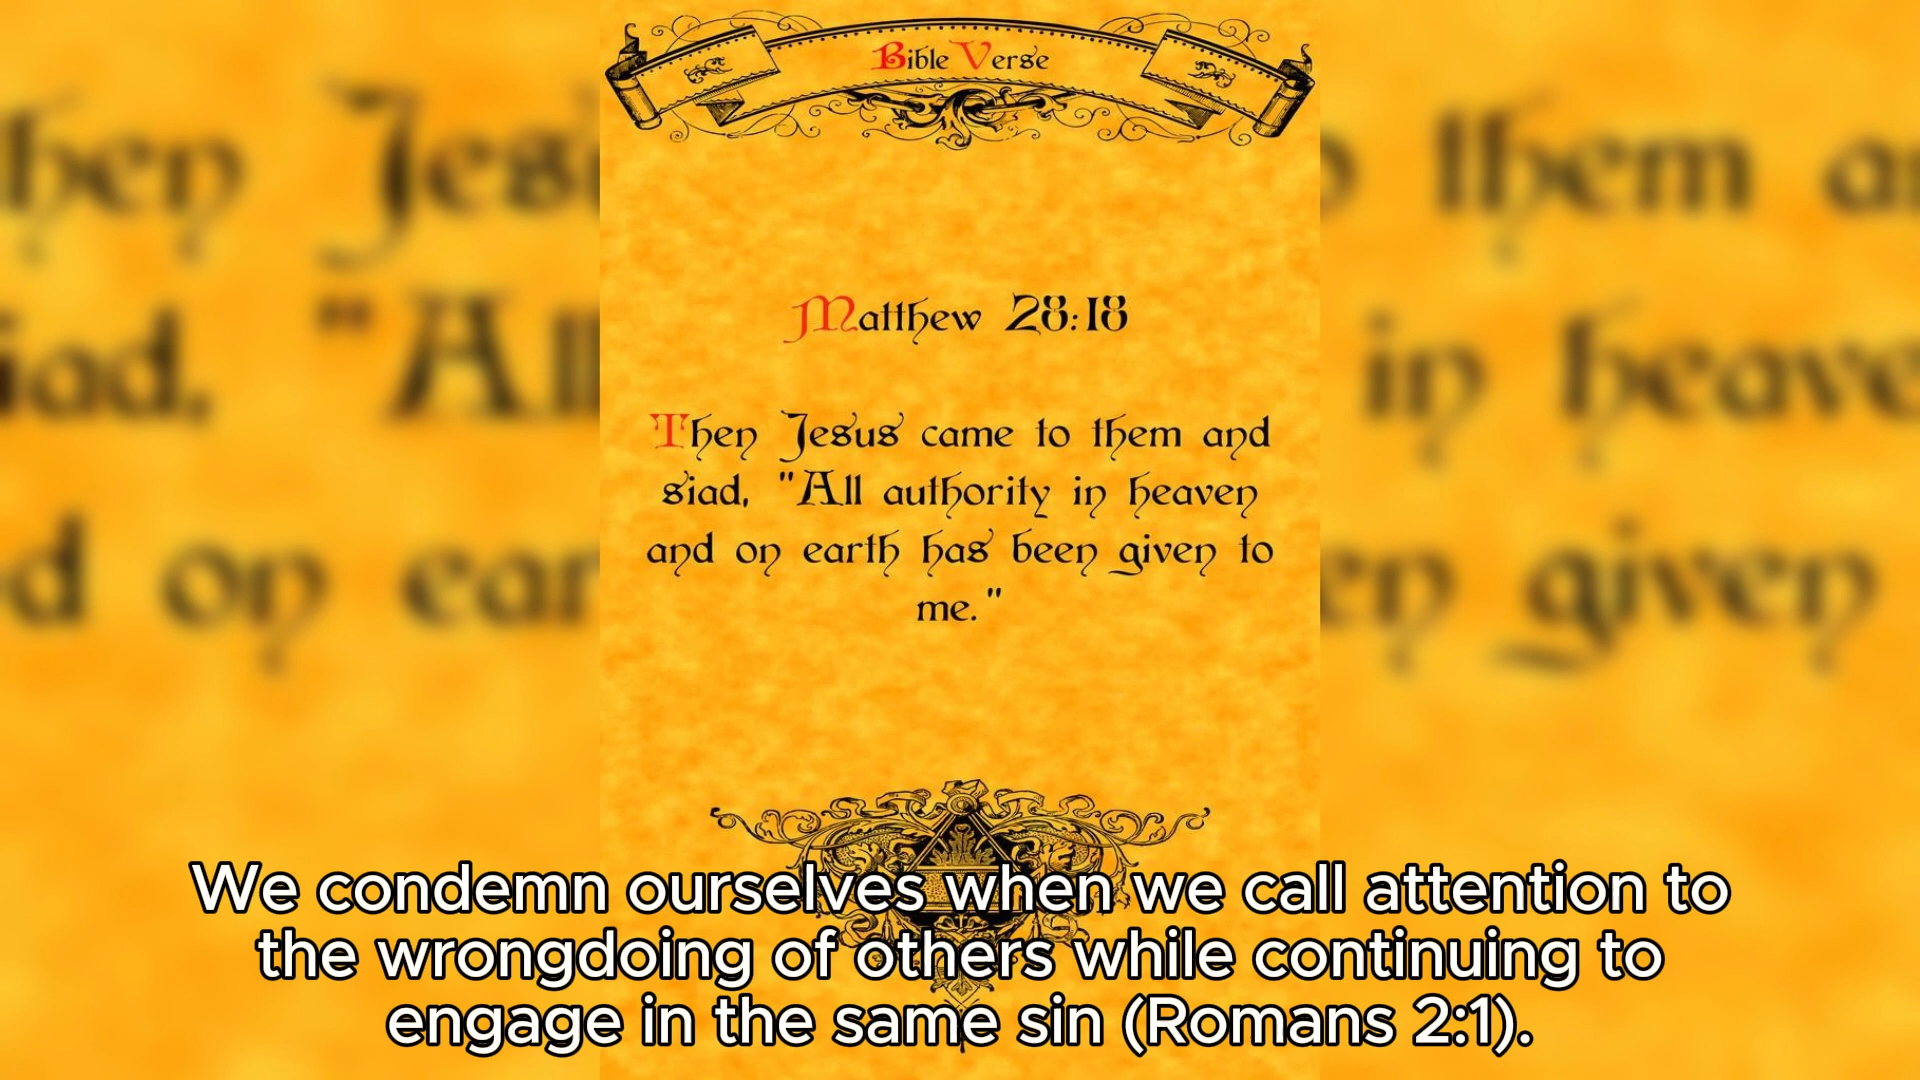 Bible Verse
Matthew 28:18
Then Jesus came to them and
siad, "All authority in heaven
and on earth has been given to
me."
We condemn ourselves when we call attention to
the wrongdoing of others while continuing to
engage in the same sin (Romans 2:1).